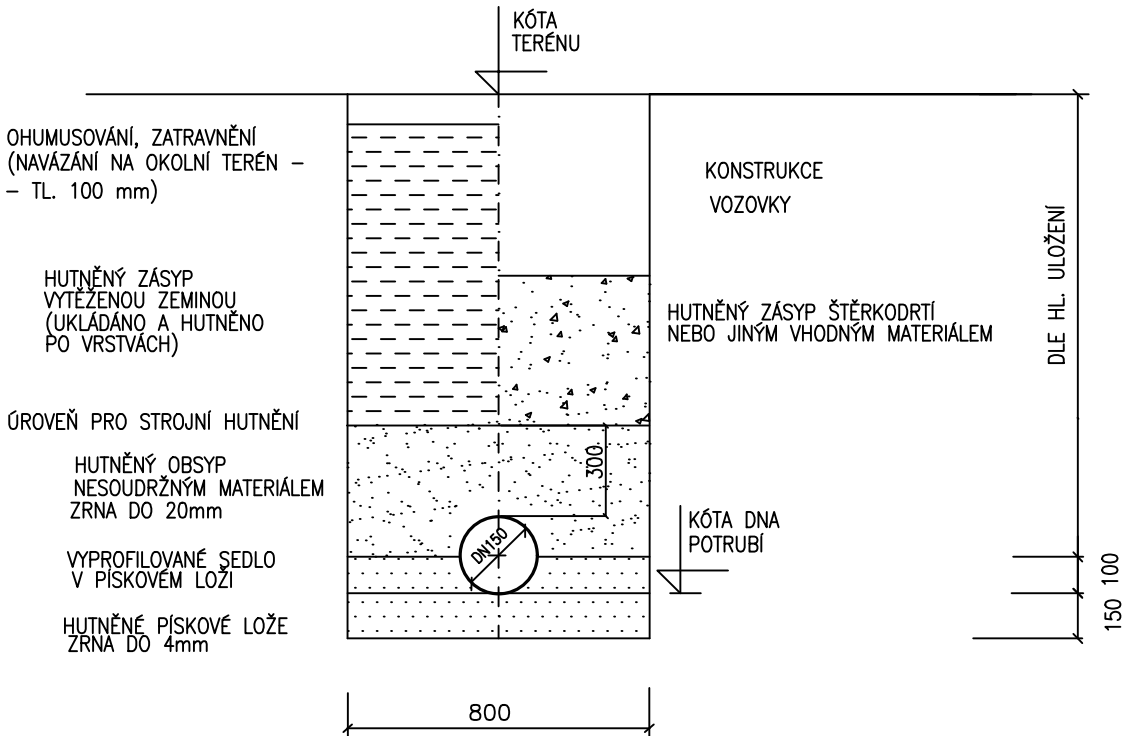 KÓTA
TERÉNU
OHUMUSOVÁNÍ, ZATRAVNĚNÍ
(NAVÁZÁNÍ NA OKOLNÍ TERÉN –
– TL. 100 mm)
KONSTRUKCE
VOZOVKY
DLE HL. ULOŽENÍ
HUTNĚNÝ ZÁSYP
VYTĚŽENOU ZEMINOU
(UKLÁDÁNO A HUTNĚNO
PO VRSTVÁCH)
HUTNĚNÝ ZÁSYP ŠTĚRKODRTÍ
NEBO JINÝM VHODNÝM MATERIÁLEM
ÚROVEŇ PRO STROJNÍ HUTNĚNÍ
300
HUTNĚNÝ OBSYP
NESOUDRŽNÝM MATERIÁLEM
ZRNA DO 20mm
KÓTA DNA
POTRUBÍ
DN150
VYPROFILOVANÉ SEDLO
V PÍSKOVÉM LOŽI
150 100
HUTNĚNÉ PÍSKOVÉ LOŽE
ZRNA DO 4mm
800